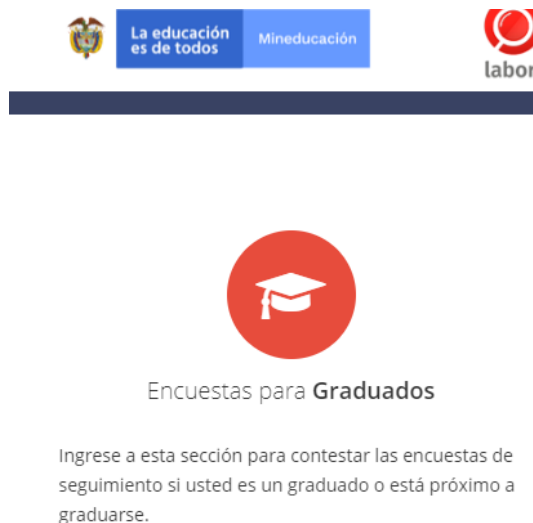 La educación
es de todos
Mineducación
labor
Encuestas para Graduados
Ingrese a esta sección para contestar las encuestas de
seguimiento si usted es un graduado o está próximo a
graduarse.